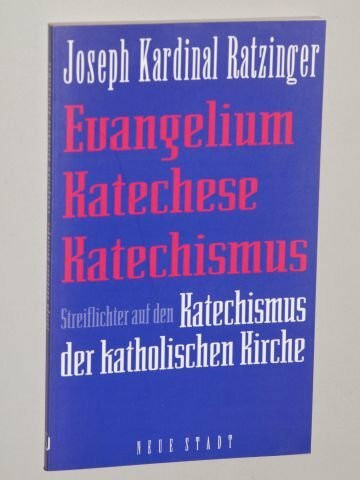 Joseph Kardinal Ratzinger
Evangelium
Katechese
Katechismus
Streiflichter auf den Katechismus
der katholischen Kirche
NEUE STADT